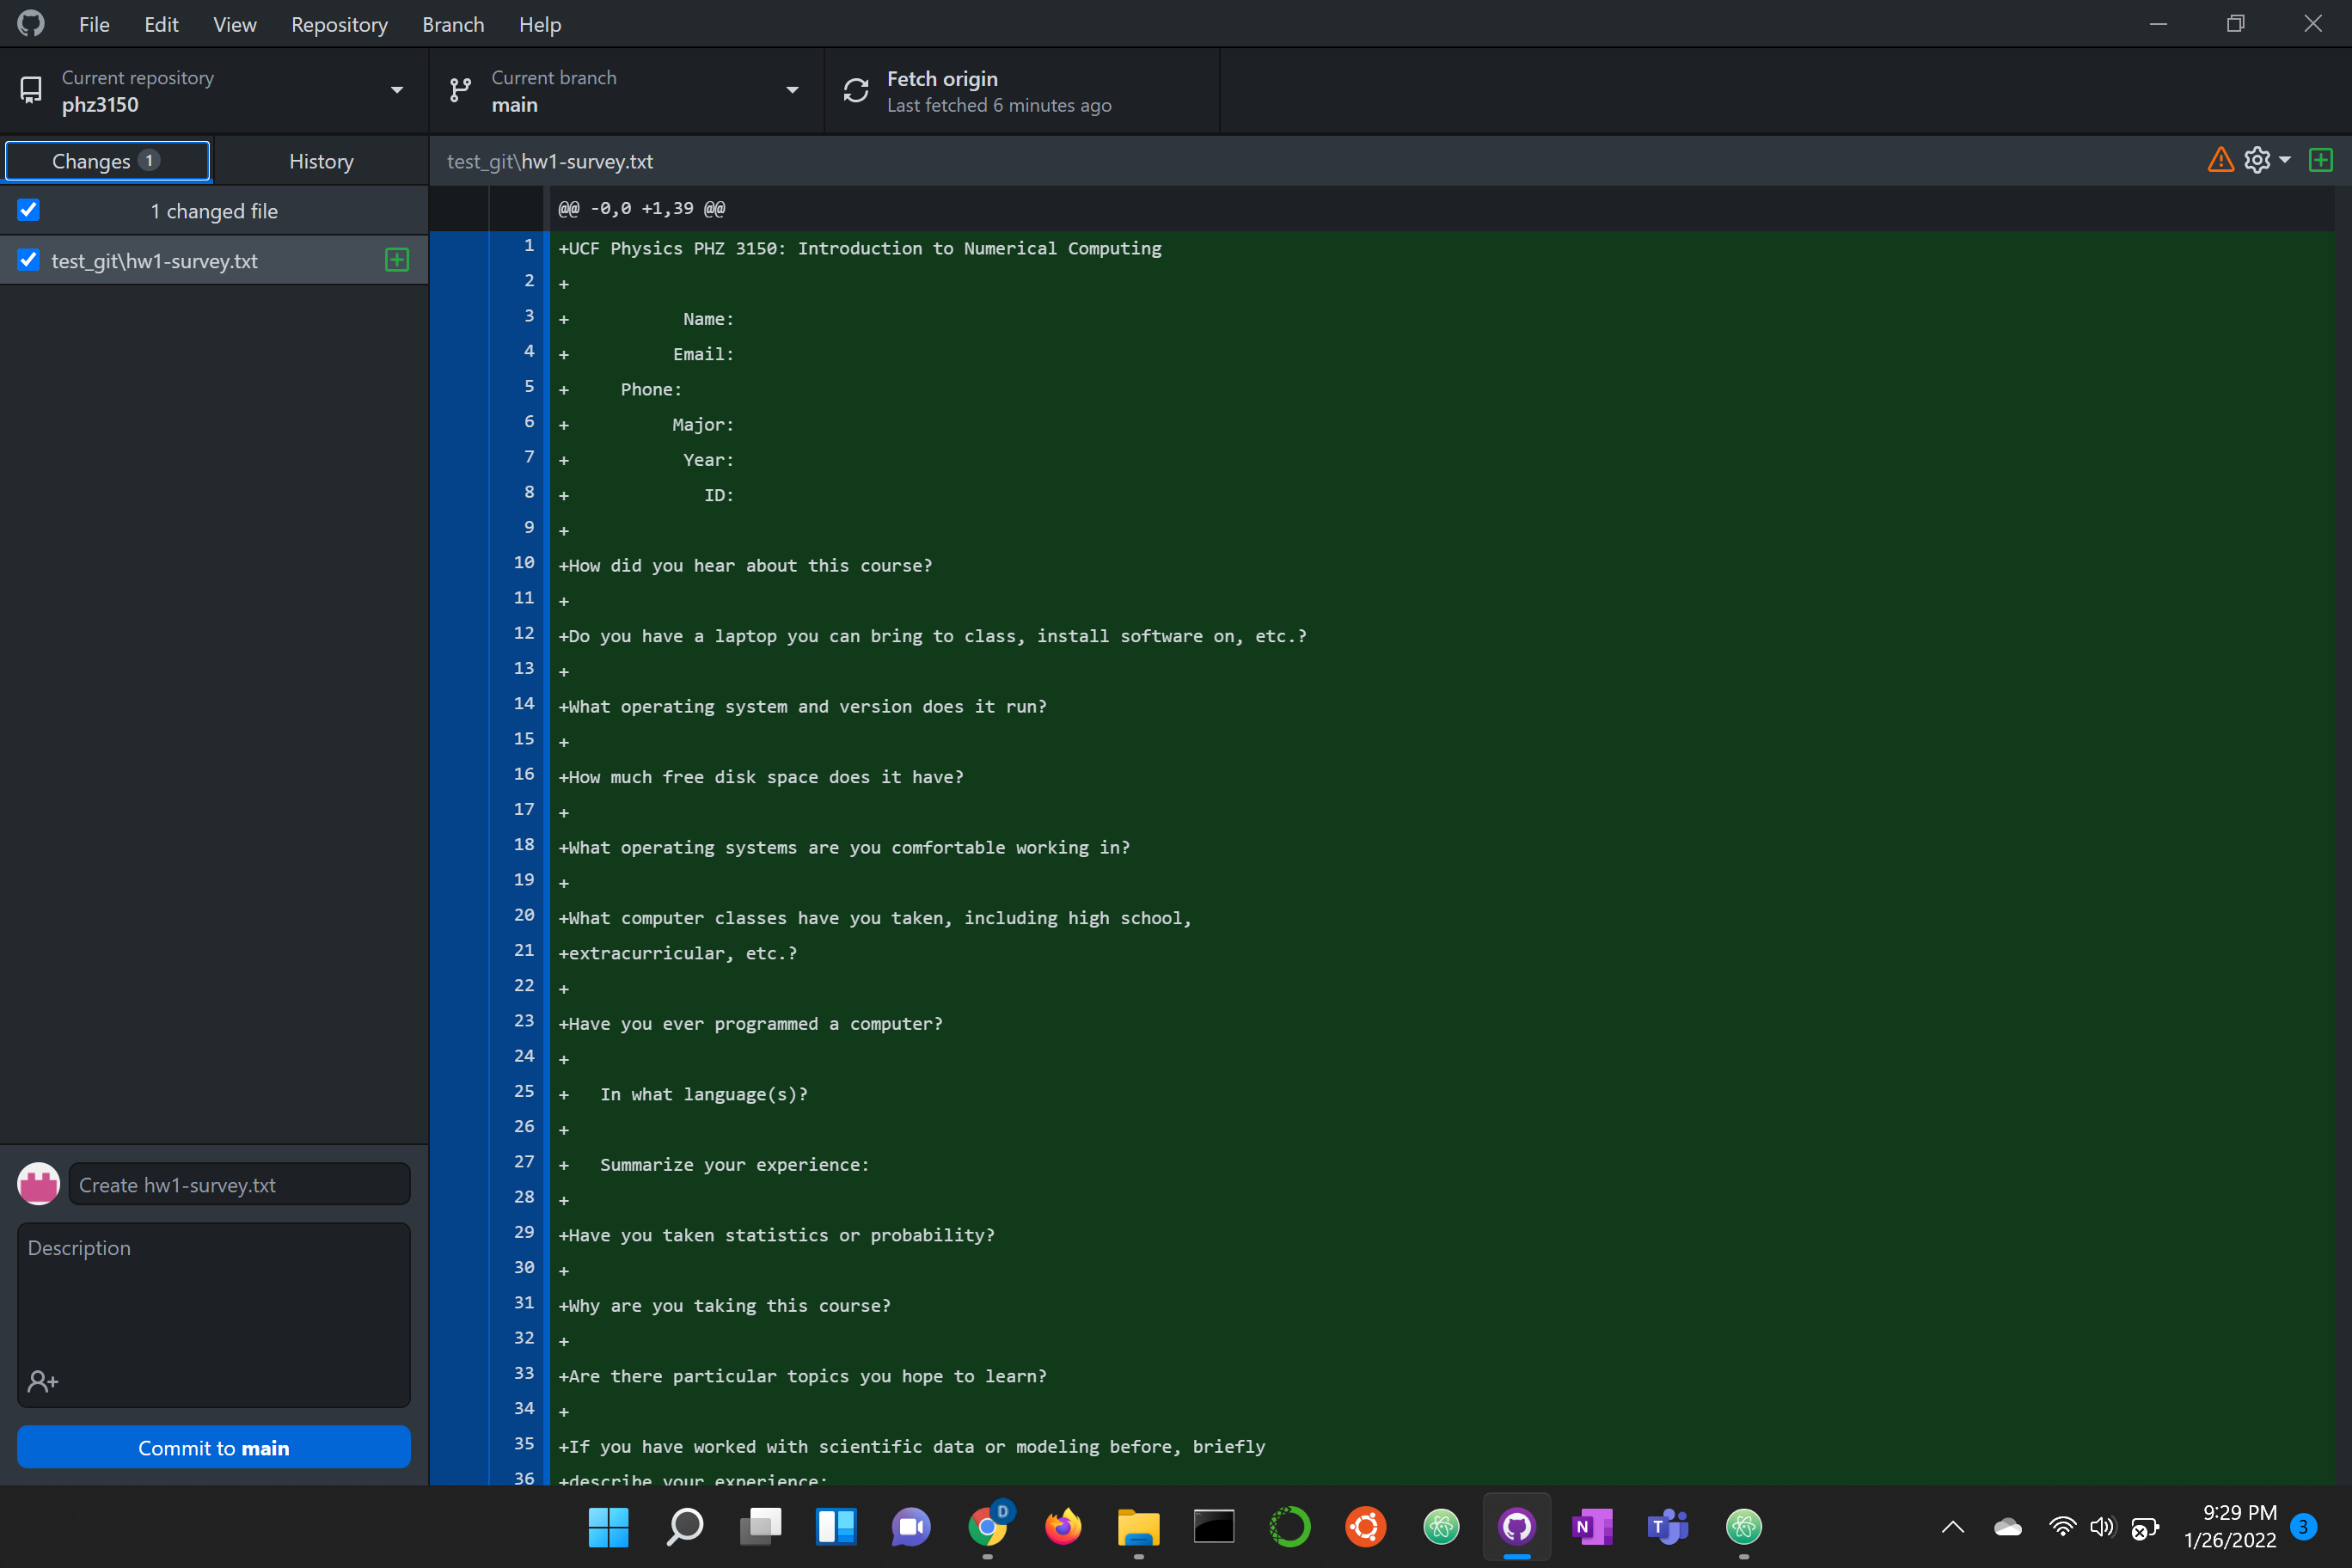 File Edit View Repository Branch Help
Current repository
phz3150
Current branch
main
Fetch origin
Last fetched 6 minutes ago
Changes 1
History
test_git\hw1-survey.txt
1 changed file
test_git\hw1-survey.txt
@@ -0,0 +1,39 @@
1 +UCF Physics PHZ 3150: Introduction to Numerical Computing
2 +
3 + Name:
4 + Email:
5 + Phone:
6 + Major:
7 + Year:
8 + ID:
9 +
10 +How did you hear about this course?
11 +
12 +Do you have a laptop you can bring to class, install software on, etc.?
13 +
14 +What operating system and version does it run?
15 +
16 +How much free disk space does it have?
17 +
18 +What operating systems are you comfortable working in?
19 +
20 +What computer classes have you taken, including high school,
21 +extracurricular, etc.?
22 +
23 +Have you ever programmed a computer?
24 +
25 + In what language(s)?
26 +
27 + Summarize your experience:
28 +
29 +Have you taken statistics or probability?
30 +
31 +Why are you taking this course?
32 +
33 +Are there particular topics you hope to learn?
34 +
35 +If you have worked with scientific data or modeling before, briefly
36 +describe your experience:
Create hw1-survey.txt
Description
Commit to main
D
N
T
9:29 PM
1/26/2022
3